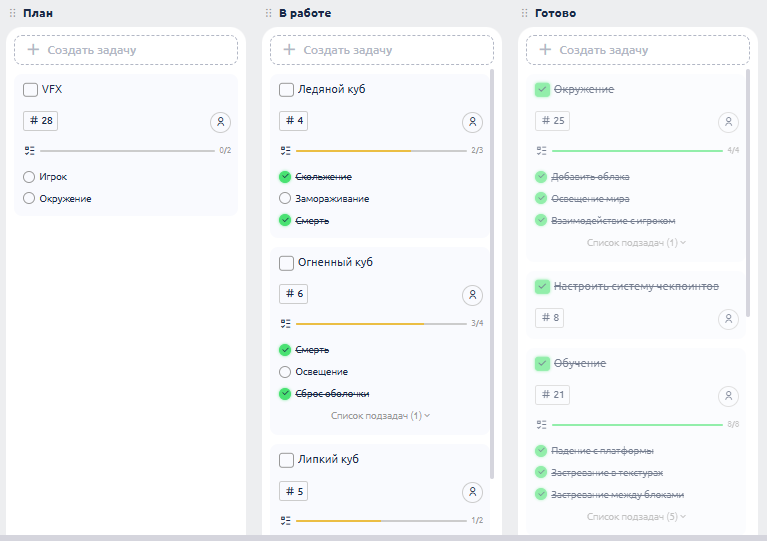 План
Создать задачу
VFX
# 28
0/2
Игрок
Окружение
В работе
Создать задачу
Ледяной куб
# 4
2/3
Скольжение
Замораживание
Смерть
Огненный куб
# 6
3/4
Смерть
Освещение
Сброс оболочки
Список подзадач (1)
Липкий куб
# 5
1/2
Готово
Создать задачу
Окружение
# 25
4/4
Добавить облака
Освещение мира
Взаимодействие с игроком
Список подзадач (1)
Настроить систему чекпоинтов
# 8
Обучение
# 21
8/8
Падение с платформы
Застревание в текстурах
Застревание между блоками
Список подзадач (5)